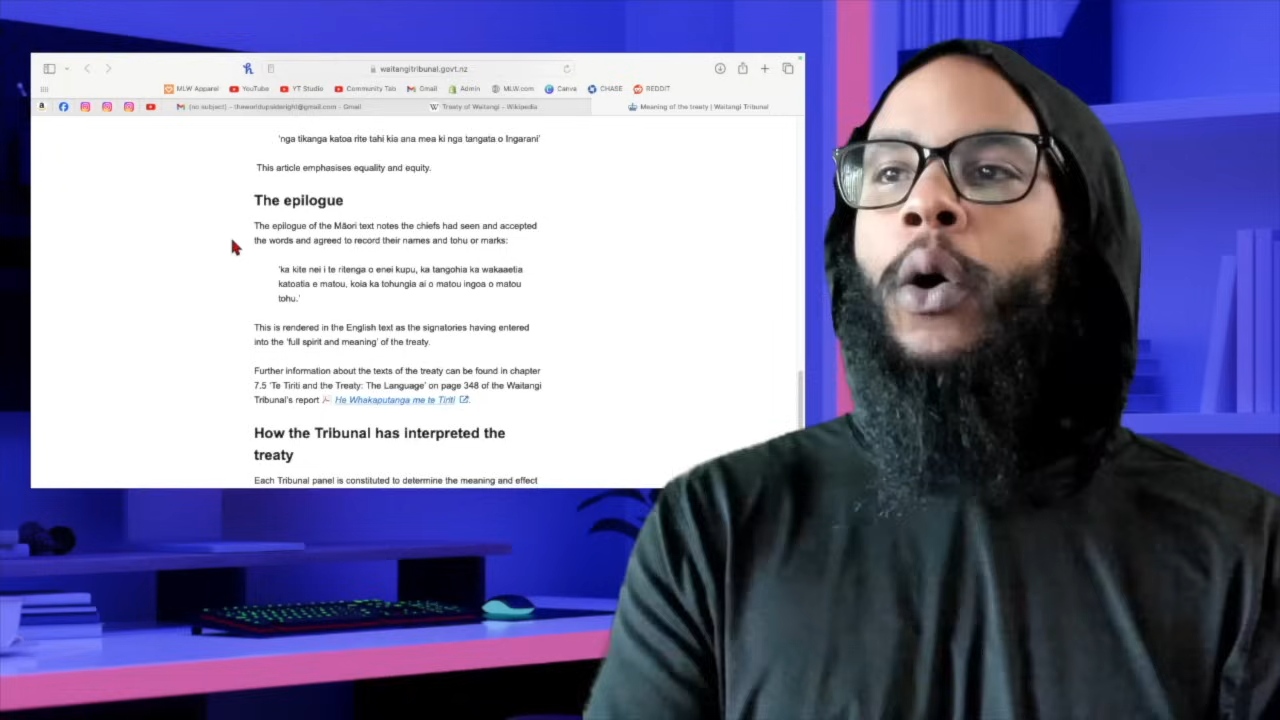 waitangitribunal.govt.nz
MLW Apparel YouTube YT Studio Community Tab Gmail Admin MLW.com Canva CHASE REDDIT
(no subject) - theworldupsideright@gmail.com - Gmail Treaty of Waitangi - Wikipedia Meaning of the treaty | Waitangi Tribunal
'nga tikanga katoa rite tahi kia ana mea ki nga tangata o Ingarani'
This article emphasises equality and equity.
The epilogue
The epilogue of the Māori text notes the chiefs had seen and accepted
the words and agreed to record their names and tohu or marks:
'ka kite nei i te ritenga o enei kupu, ka tangohia ka wakaaetia
katoatia e matou, koia ka tohungia ai o matou ingoa o matou
tohu.'
This is rendered in the English text as the signatories having entered
into the 'full spirit and meaning' of the treaty.
Further information about the texts of the treaty can be found in chapter
7.5 'Te Tiriti and the Treaty: The Language' on page 348 of the Waitangi
Tribunal's report He Whakaputanga me te Tiriti.
How the Tribunal has interpreted the
treaty
Each Tribunal panel is constituted to determine the meaning and effect